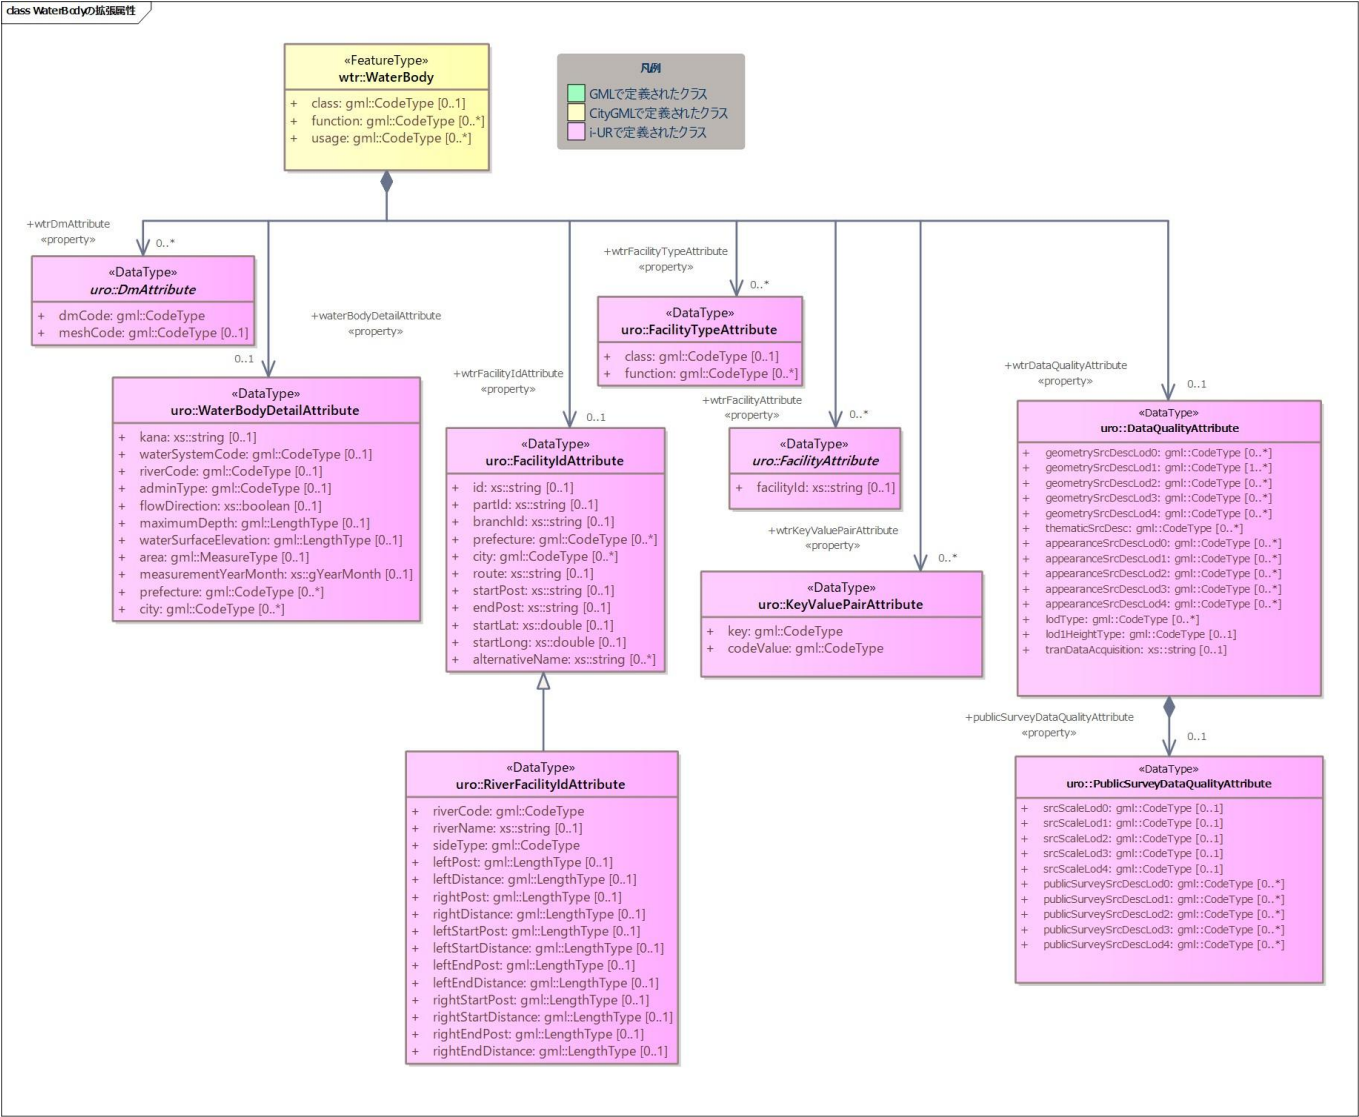 class WaterBodyの拡張属性
«FeatureType»
wtr::WaterBody
+ class: gml::CodeType [0..1]
+ function: gml::CodeType [0..*]
+ usage: gml::CodeType [0..*]
凡例
GMLで定義されたクラス
CityGMLで定義されたクラス
i-URで定義されたクラス
+wtrDmAttribute
«property»
0..*
«DataType»
uro::DmAttribute
+ dmCode: gml::CodeType
+ meshCode: gml::CodeType [0..1]
+waterBodyDetailAttribute
«property»
0..1
«DataType»
uro::WaterBodyDetailAttribute
+ kana: xs::string [0..1]
+ waterSystemCode: gml::CodeType [0..1]
+ riverCode: gml::CodeType [0..1]
+ adminType: gml::CodeType [0..1]
+ flowDirection: xs::boolean [0..1]
+ maximumDepth: gml::LengthType [0..1]
+ waterSurfaceElevation: gml::LengthType [0..1]
+ area: gml::MeasureType [0..1]
+ measurementYearMonth: xs::gYearMonth [0..1]
+ prefecture: gml::CodeType [0..*]
+ city: gml::CodeType [0..*]
+wtrFacilityIdAttribute
«property»
0..1
«DataType»
uro::FacilityIdAttribute
+ id: xs::string [0..1]
+ partId: xs::string [0..1]
+ branchId: xs::string [0..1]
+ prefecture: gml::CodeType [0..*]
+ city: gml::CodeType [0..*]
+ route: xs::string [0..1]
+ startPost: xs::string [0..1]
+ endPost: xs::string [0..1]
+ startLat: xs::double [0..1]
+ startLong: xs::double [0..1]
+ alternativeName: xs::string [0..*]
«DataType»
uro::RiverFacilityIdAttribute
+ riverCode: gml::CodeType
+ riverName: xs::string [0..1]
+ sideType: gml::CodeType
+ leftPost: gml::LengthType [0..1]
+ leftDistance: gml::LengthType [0..1]
+ rightPost: gml::LengthType [0..1]
+ rightDistance: gml::LengthType [0..1]
+ leftStartPost: gml::LengthType [0..1]
+ leftStartDistance: gml::LengthType [0..1]
+ leftEndPost: gml::LengthType [0..1]
+ leftEndDistance: gml::LengthType [0..1]
+ rightStartPost: gml::LengthType [0..1]
+ rightStartDistance: gml::LengthType [0..1]
+ rightEndPost: gml::LengthType [0..1]
+ rightEndDistance: gml::LengthType [0..1]
+wtrFacilityTypeAttribute
«property»
0..*
«DataType»
uro::FacilityTypeAttribute
+ class: gml::CodeType [0..1]
+ function: gml::CodeType [0..*]
+wtrFacilityAttribute
«property»
0..*
«DataType»
uro::FacilityAttribute
+ facilityId: xs::string [0..1]
+wtrKeyValuePairAttribute
«property»
0..*
«DataType»
uro::KeyValuePairAttribute
+ key: gml::CodeType
+ codeValue: gml::CodeType
+wtrDataQualityAttribute
«property»
0..1
«DataType»
uro::DataQualityAttribute
+ geometrySrcDescLod0: gml::CodeType [0..*]
+ geometrySrcDescLod1: gml::CodeType [1..*]
+ geometrySrcDescLod2: gml::CodeType [0..*]
+ geometrySrcDescLod3: gml::CodeType [0..*]
+ geometrySrcDescLod4: gml::CodeType [0..*]
+ thematicSrcDesc: gml::CodeType [0..*]
+ appearanceSrcDescLod0: gml::CodeType [0..*]
+ appearanceSrcDescLod1: gml::CodeType [0..*]
+ appearanceSrcDescLod2: gml::CodeType [0..*]
+ appearanceSrcDescLod3: gml::CodeType [0..*]
+ appearanceSrcDescLod4: gml::CodeType [0..*]
+ lodType: gml::CodeType [0..*]
+ lod1HeightType: gml::CodeType [0..1]
+ tranDataAcquisition: xs::string [0..1]
+publicSurveyDataQualityAttribute
«property»
0..1
«DataType»
uro::PublicSurveyDataQualityAttribute
+ srcScaleLod0: gml::CodeType [0..1]
+ srcScaleLod1: gml::CodeType [0..1]
+ srcScaleLod2: gml::CodeType [0..1]
+ srcScaleLod3: gml::CodeType [0..1]
+ srcScaleLod4: gml::CodeType [0..1]
+ publicSurveySrcDescLod0: gml::CodeType [0..*]
+ publicSurveySrcDescLod1: gml::CodeType [0..*]
+ publicSurveySrcDescLod2: gml::CodeType [0..*]
+ publicSurveySrcDescLod3: gml::CodeType [0..*]
+ publicSurveySrcDescLod4: gml::CodeType [0..*]